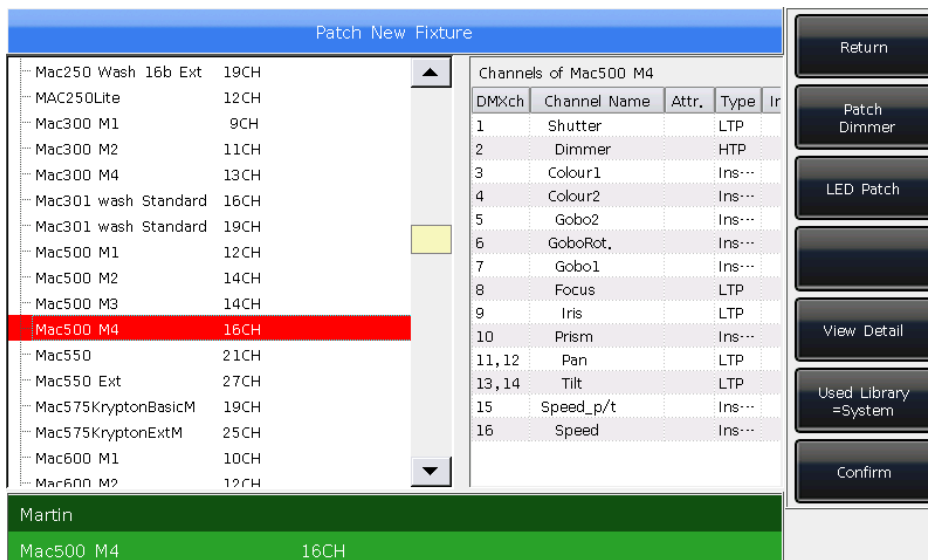 Patch New Fixture
Mac250 Wash 16b Ext 19CH
MAC250Lite 12CH
Mac300 M1 9CH
Mac300 M2 11CH
Mac300 M4 13CH
Mac301 wash Standard 16CH
Mac301 wash Standard 19CH
Mac500 M1 12CH
Mac500 M2 14CH
Mac500 M3 14CH
Mac500 M4 16CH
Mac550 21CH
Mac550 Ext 27CH
Mac575KryptonBasicM 19CH
Mac575KryptonExtM 25CH
Mac600 M1 10CH
Mac600 M2 12CH
Channels of Mac500 M4
DMXch Channel Name Attr. Type Ir
1 Shutter LTP
2 Dimmer HTP
3 Colour1 Ins···
4 Colour2 Ins···
5 Gobo2 Ins···
6 GoboRot. Ins···
7 Gobo1 Ins···
8 Focus LTP
9 Iris LTP
10 Prism Ins···
11,12 Pan LTP
13,14 Tilt LTP
15 Speed_p/t Ins···
16 Speed Ins···
Return
Patch
Dimmer
LED Patch
View Detail
Used Library
=System
Confirm
Martin
Mac500 M4 16CH